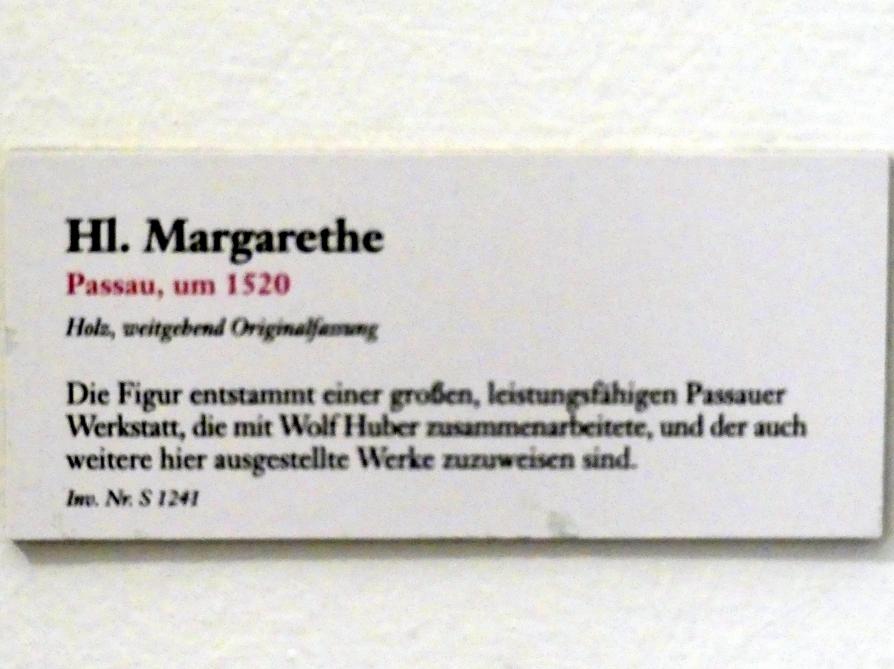 Hl. Margarethe
Passau, um 1520
Holz, weitgehend Originalfassung
Die Figur entstammt einer großen, leistungsfähigen Passauer
Werkstatt, die mit Wolf Huber zusammenarbeitete, und der auch
weitere hier ausgestellte Werke zuzuweisen sind.
Inv. Nr. S 1241